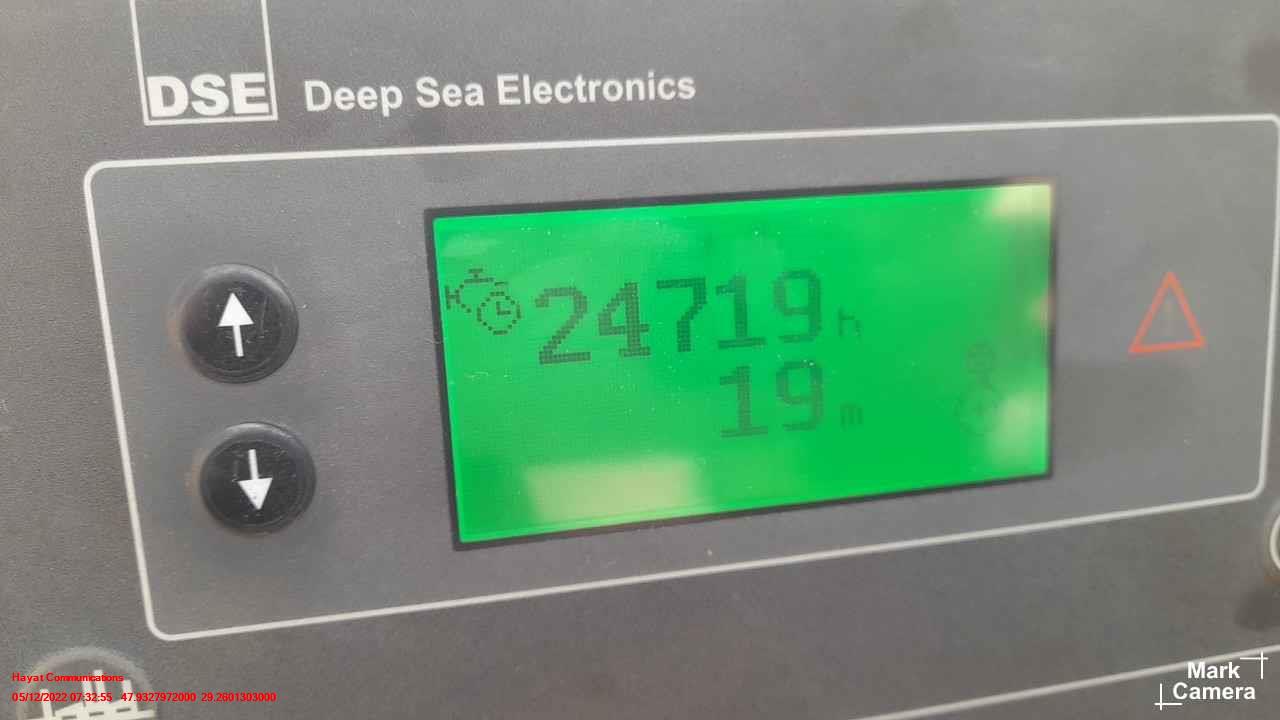 DSE Deep Sea Electronics
24719 h
19 m
Hayat Communications
05/12/2022 07:32:55 47.9327972000 29.2601303000
Mark
Camera